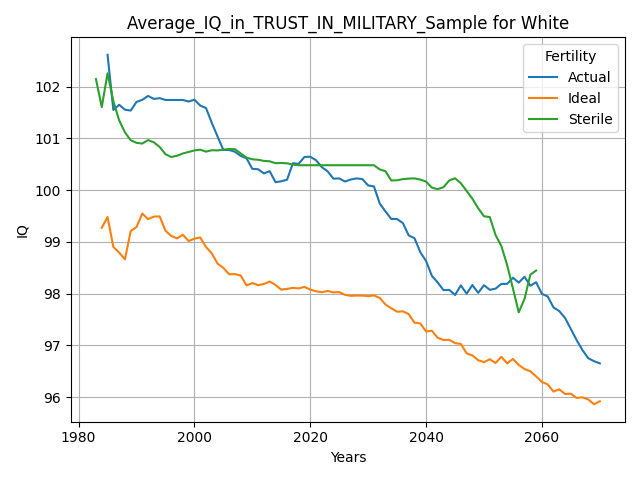 Average_IQ_in_TRUST_IN_MILITARY_Sample for White
Fertility
Actual
Ideal
Sterile
IQ
102
101
100
99
98
97
96
1980
2000
2020
2040
2060
Years